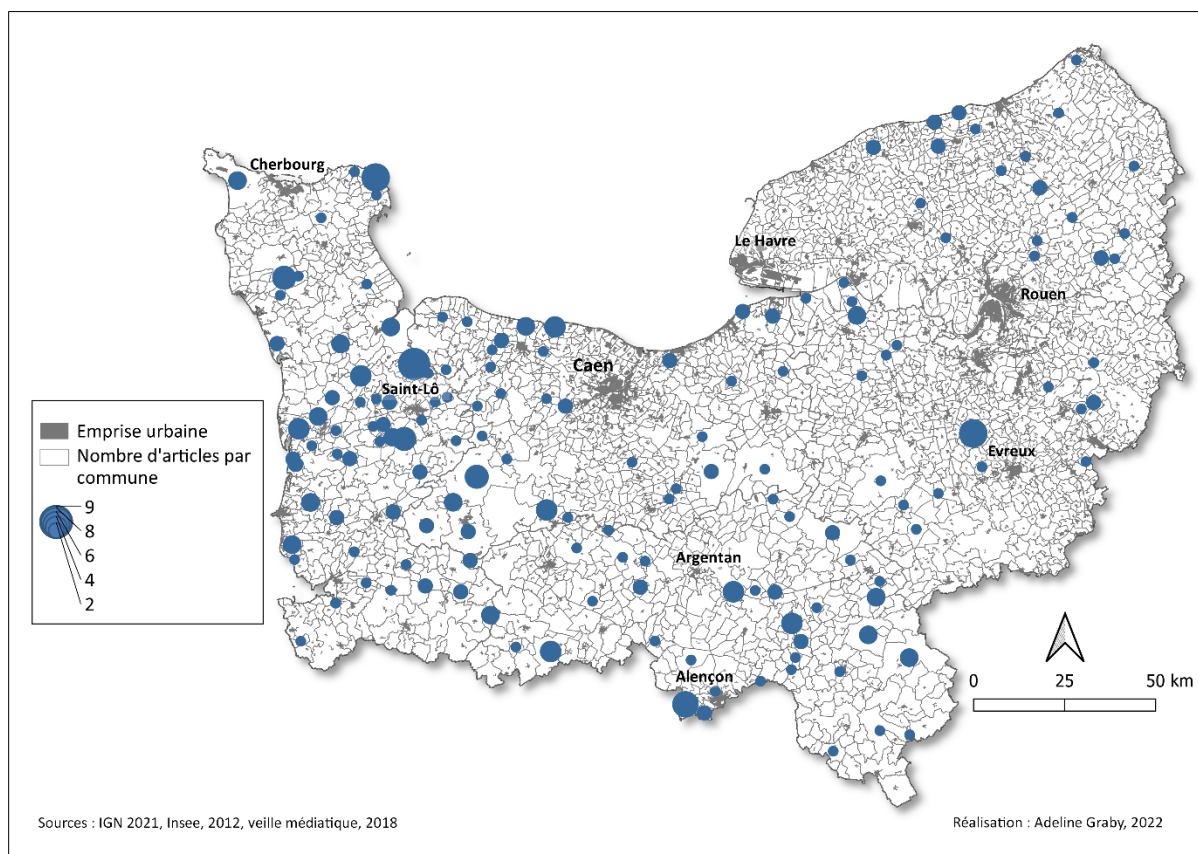 Cherbourg
Le Havre
Rouen
Caen
Saint-Lô
Evreux
Argentan
Alençon
Emprise urbaine
Nombre d'articles par
commune
9
8
6
4
2
0 25 50 km
Sources : IGN 2021, Insee, 2012, veille médiatique, 2018
Réalisation : Adeline Graby, 2022